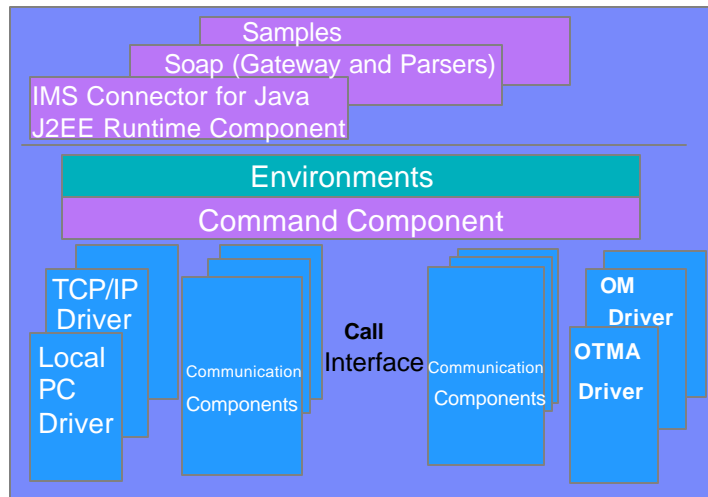 Samples
Soap (Gateway and Parsers)
IMS Connector for Java
J2EE Runtime Component
Environments
Command Component
TCP/IP
Driver
Local
PC
Driver
Communication
Components
Call
Interface
Communication
Components
OM
Driver
OTMA
Driver